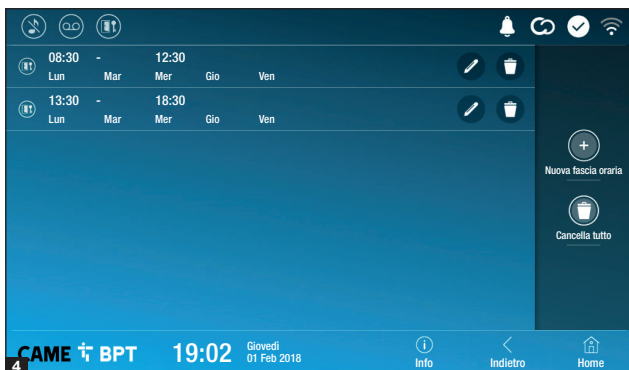 08:30 - 12:30
Lun Mar Mer Gio Ven
13:30 - 18:30
Lun Mar Mer Gio Ven
+
Nuova fascia oraria
Cancella tutto
CAME BPT 19:02 Giovedì
01 Feb 2018
i
Info Indietro Home
4